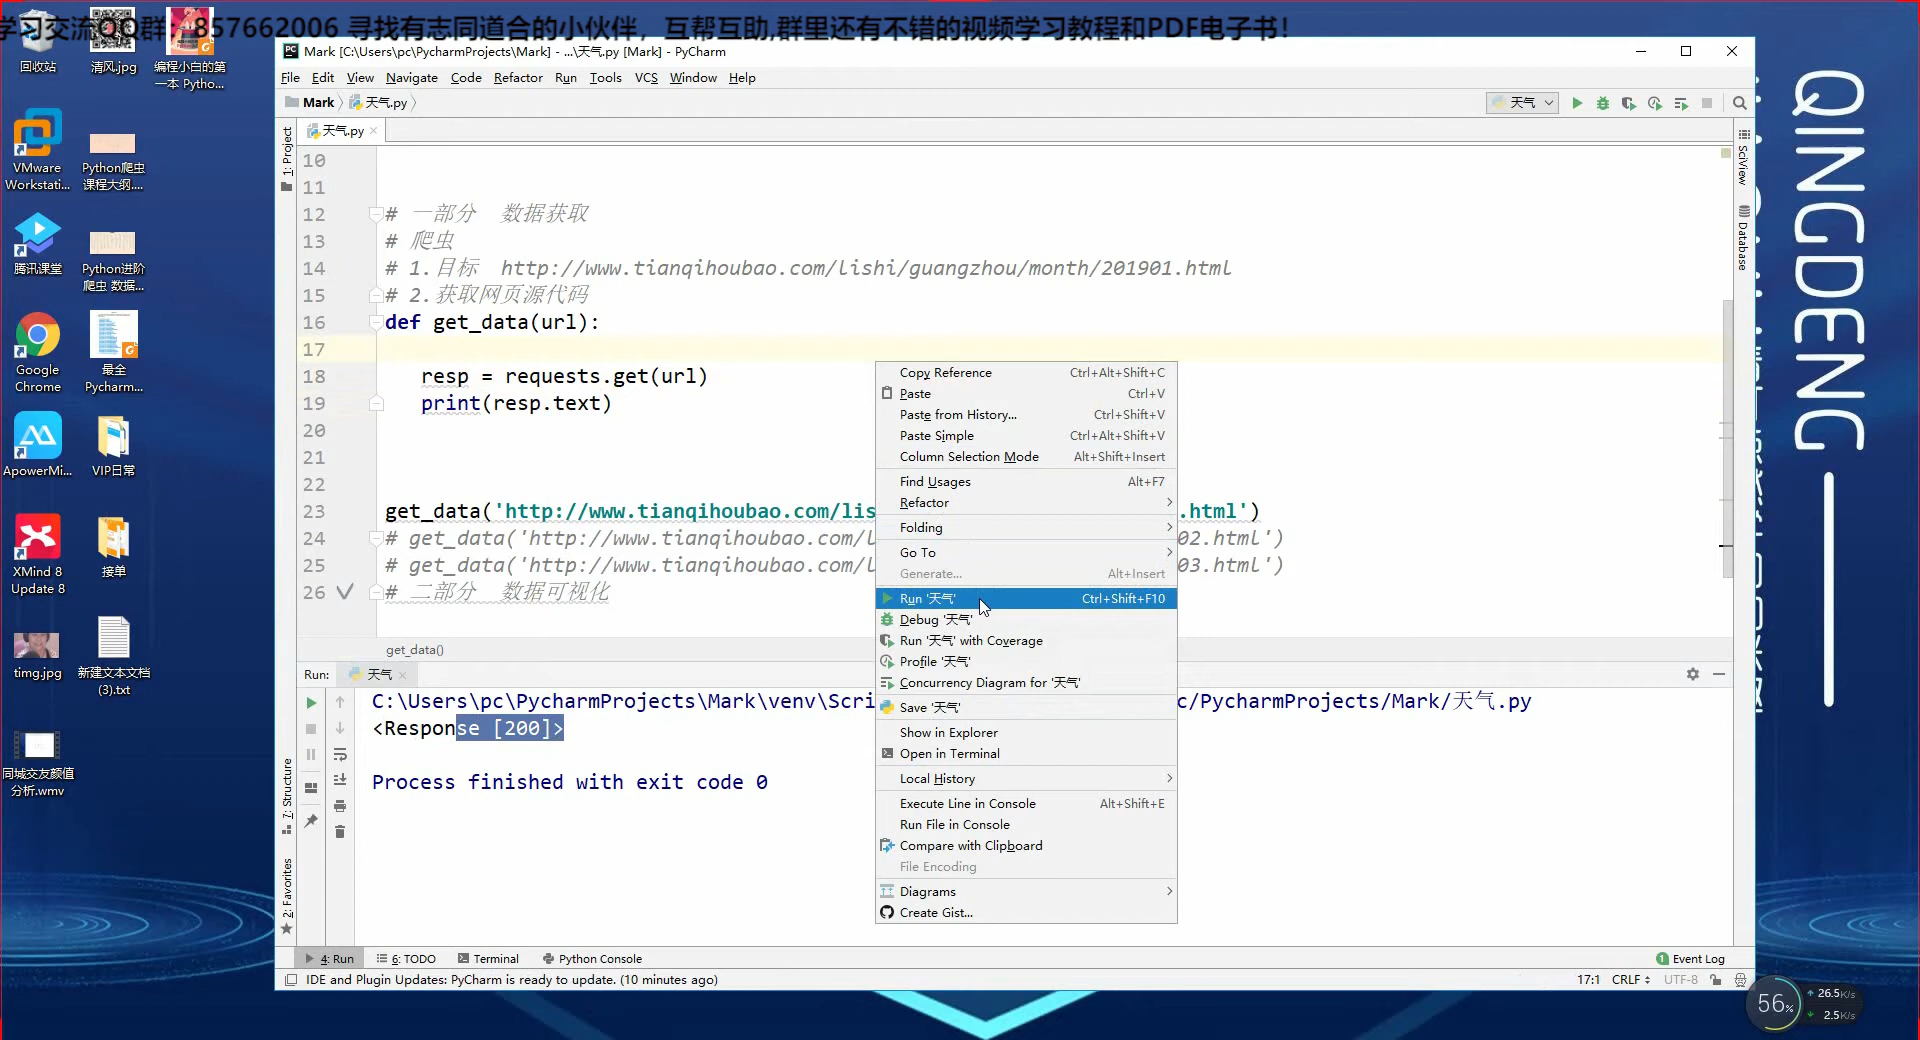 学习交流QQ群：857662006 寻找有志同道合的小伙伴，互帮互助,群里还有不错的视频学习教程和PDF电子书！
回收站
清风.jpg
编程小白的第
一本 Pytho...
VMware
Workstati...
Python爬虫
课程大纲....
腾讯课堂
Python进阶
爬虫 数据...
Google
Chrome
最全
Pycharm...
ApowerMi...
VIP日常
XMind 8
Update 8
接单
timg.jpg
新建文本文档
(3).txt
同城交友颜值
分析.wmv
Mark [C:\Users\pc\PycharmProjects\Mark] - ...\天气.py [Mark] - PyCharm
File Edit View Navigate Code Refactor Run Tools VCS Window Help
Mark 天气.py
天气
天气.py
1: Project
10
11
12 # 一部分 数据获取
13 # 爬虫
14 # 1.目标 http://www.tianqihoubao.com/lishi/guangzhou/month/201901.html
15 # 2.获取网页源代码
16 def get_data(url):
17
18 resp = requests.get(url)
19 print(resp.text)
20
21
22
23 get_data('http://www.tianqihoubao.com/lis .html')
24 # get_data('http://www.tianqihoubao.com/l 02.html')
25 # get_data('http://www.tianqihoubao.com/l 03.html')
26 # 二部分 数据可视化
get_data()
Copy Reference Ctrl+Alt+Shift+C
Paste Ctrl+V
Paste from History... Ctrl+Shift+V
Paste Simple Ctrl+Alt+Shift+V
Column Selection Mode Alt+Shift+Insert
Find Usages Alt+F7
Refactor
Folding
Go To
Generate... Alt+Insert
Run '天气' Ctrl+Shift+F10
Debug '天气'
Run '天气' with Coverage
Profile '天气'
Concurrency Diagram for '天气'
Save '天气'
Show in Explorer
Open in Terminal
Local History
Execute Line in Console Alt+Shift+E
Run File in Console
Compare with Clipboard
File Encoding
Diagrams
Create Gist...
SciView
Database
Run: 天气
C:\Users\pc\PycharmProjects\Mark\venv\Scri c/PycharmProjects/Mark/天气.py
<Response [200]>
Process finished with exit code 0
7: Structure
2: Favorites
4: Run 6: TODO Terminal Python Console
1 Event Log
IDE and Plugin Updates: PyCharm is ready to update. (10 minutes ago)
17:1 CRLF UTF-8
QINGDENG
56%
26.5K/s
2.5K/s